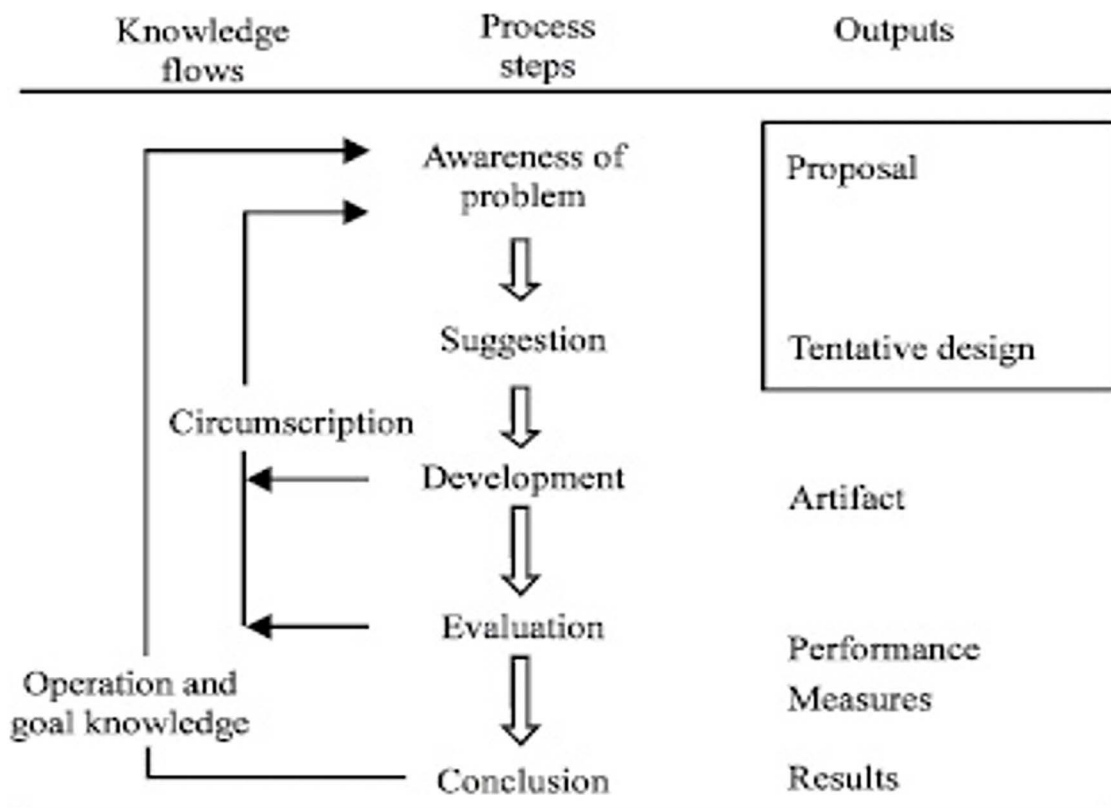 Knowledge
flows
Process
steps
Outputs
Awareness of
problem
Proposal
Suggestion
Tentative design
Circumscription
Development
Artifact
Evaluation
Performance
Measures
Operation and
goal knowledge
Conclusion
Results